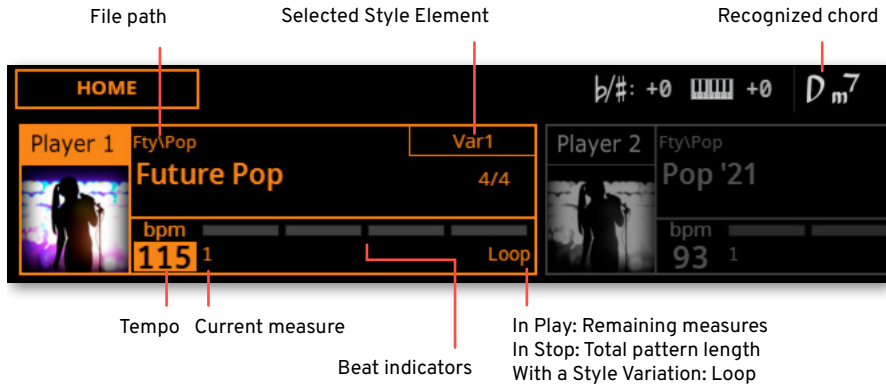 File path
Selected Style Element
Recognized chord
HOME
b/#: +0 +0 Dm7
Player 1
Fty\Pop
Var1
Future Pop
4/4
bpm
115
1
Loop
Player 2
Fty\Pop
Pop '21
bpm
93
1
Tempo
Current measure
Beat indicators
In Play: Remaining measures
In Stop: Total pattern length
With a Style Variation: Loop